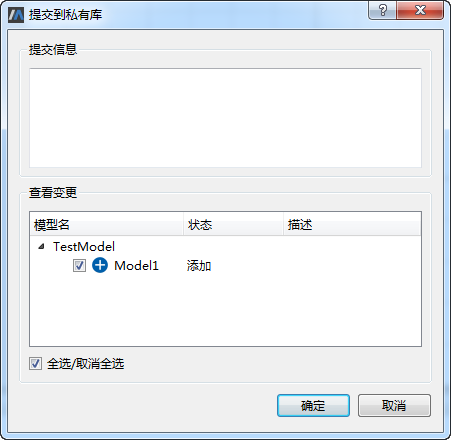 提交到私有库
提交信息
查看变更
模型名 状态 描述
TestModel
Model1 添加
全选/取消全选
确定 取消